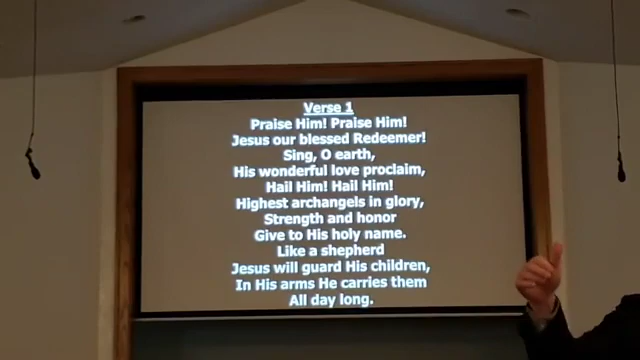 Verse 1
Praise Him! Praise Him!
Jesus our blessed Redeemer!
Sing, O earth,
His wonderful love proclaim,
Hail Him! Hail Him!
Highest archangels in glory,
Strength and honor
Give to His holy name.
Like a shepherd
Jesus will guard His children,
In His arms He carries them
All day long.